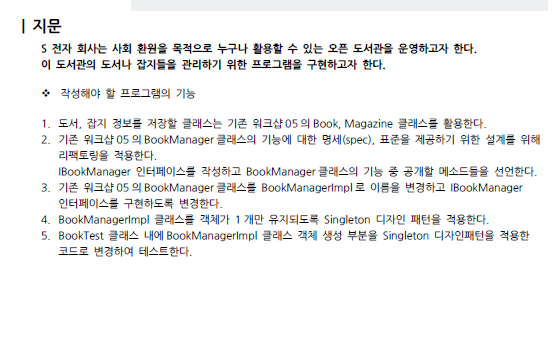 | 지문
S 전자 회사는 사회 환원을 목적으로 누구나 활용할 수 있는 오픈 도서관을 운영하고자 한다.
이 도서관의 도서나 잡지들을 관리하기 위한 프로그램을 구현하고자 한다.
❖ 작성해야 할 프로그램의 기능
1. 도서, 잡지 정보를 저장할 클래스는 기존 워크샵 05 의 Book, Magazine 클래스를 활용한다.
2. 기존 워크샵 05 의 BookManager 클래스의 기능에 대한 명세(spec), 표준을 제공하기 위한 설계를 위해
리팩토링을 적용한다.
IBookManager 인터페이스를 작성하고 BookManager 클래스의 기능 중 공개할 메소드들을 선언한다.
3. 기존 워크샵 05 의 BookManager 클래스를 BookManagerImpl 로 이름을 변경하고 IBookManager
인터페이스를 구현하도록 변경한다.
4. BookManagerImpl 클래스를 객체가 1 개만 유지되도록 Singleton 디자인 패턴을 적용한다.
5. BookTest 클래스 내에 BookManagerImpl 클래스 객체 생성 부분을 Singleton 디자인패턴을 적용한
코드로 변경하여 테스트한다.